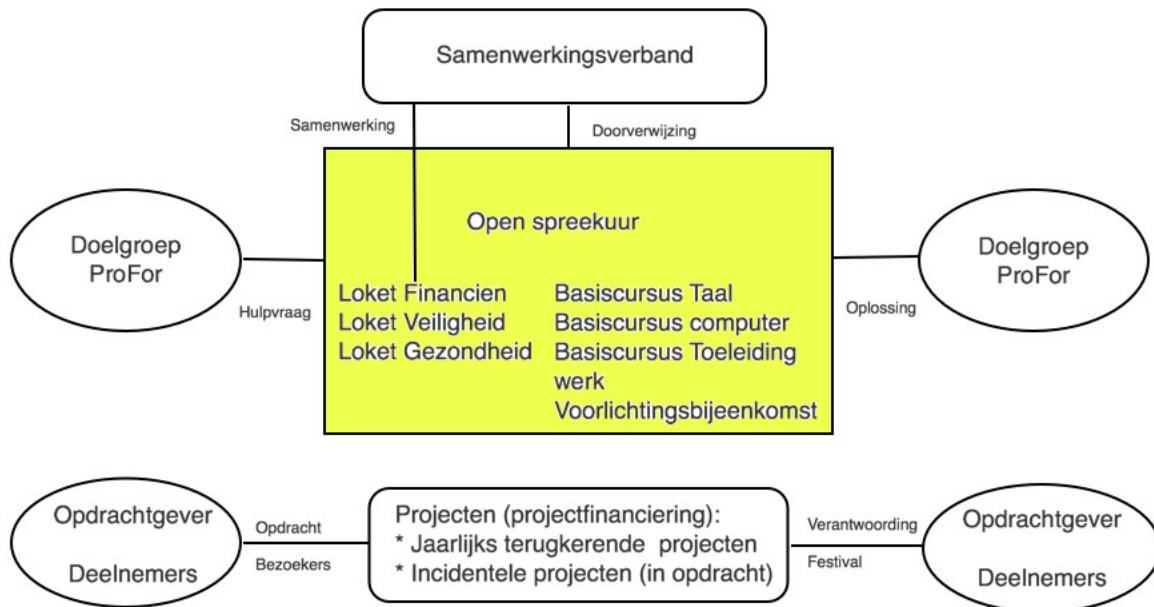 Samenwerkingsverband
Samenwerking
Doorverwijzing
Doelgroep
ProFor
Hulpvraag
Open spreekuur
Loket Financien
Loket Veiligheid
Loket Gezondheid
Basiscursus Taal
Basiscursus computer
Basiscursus Toeleiding
werk
Voorlichtingsbijeenkomst
Doelgroep
ProFor
Oplossing
Opdrachtgever
Deelnemers
Opdracht
Bezoekers
Projecten (projectfinanciering):
* Jaarlijks terugkerende projecten
* Incidentele projecten (in opdracht)
Verantwoording
Festival
Opdrachtgever
Deelnemers